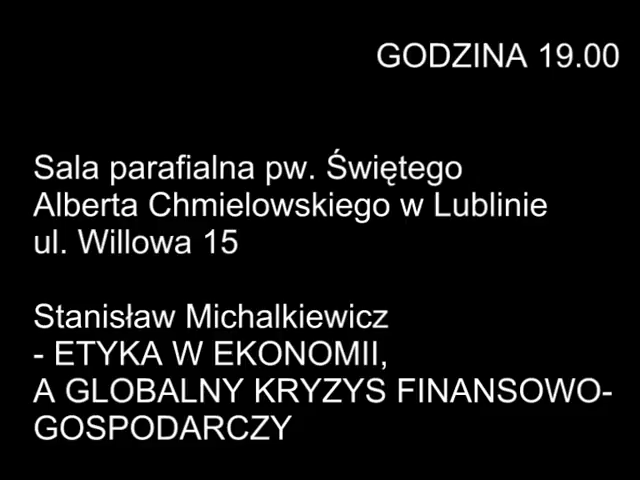 GODZINA 19.00
Sala parafialna pw. Świętego
Alberta Chmielowskiego w Lublinie
ul. Willowa 15
Stanisław Michalkiewicz
- ETYKA W EKONOMII,
A GLOBALNY KRYZYS FINANSOWO-
GOSPODARCZY